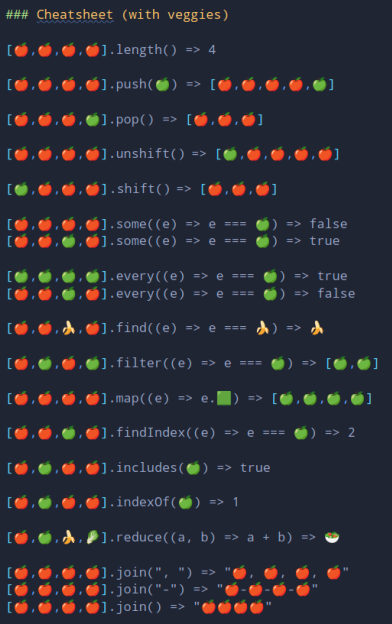 ### Cheatsheet (with veggies)
[🍎,🍎,🍎,🍎].length() => 4
[🍎,🍎,🍎,🍎].push(🍏) => [🍎,🍎,🍎,🍎,🍏]
[🍎,🍎,🍎,🍏].pop() => [🍎,🍎,🍎]
[🍎,🍎,🍎,🍎].unshift() => [🍏,🍎,🍎,🍎,🍎]
[🍏,🍎,🍎,🍎].shift() => [🍎,🍎,🍎]
[🍎,🍎,🍎,🍎].some((e) => e === 🍏) => false
[🍎,🍎,🍏,🍎].some((e) => e === 🍏) => true
[🍏,🍏,🍏,🍏].every((e) => e === 🍏) => true
[🍎,🍎,🍏,🍎].every((e) => e === 🍏) => false
[🍎,🍎,🍌,🍎].find((e) => e === 🍌) => 🍌
[🍎,🍏,🍎,🍏].filter((e) => e === 🍏) => [🍏,🍏]
[🍎,🍎,🍎,🍎].map((e) => e.🟩) => [🍏,🍏,🍏,🍏]
[🍎,🍎,🍏,🍎].findIndex((e) => e === 🍏) => 2
[🍎,🍏,🍎,🍎].includes(🍏) => true
[🍎,🍏,🍎,🍎].indexOf(🍏) => 1
[🍎,🍏,🍌,🥬].reduce((a, b) => a + b) => 🥗
[🍎,🍎,🍎,🍎].join(", ") => "🍎, 🍎, 🍎, 🍎"
[🍎,🍎,🍎,🍎].join("-") => "🍎-🍎-🍎-🍎"
[🍎,🍎,🍎,🍎].join() => "🍎🍎🍎🍎"